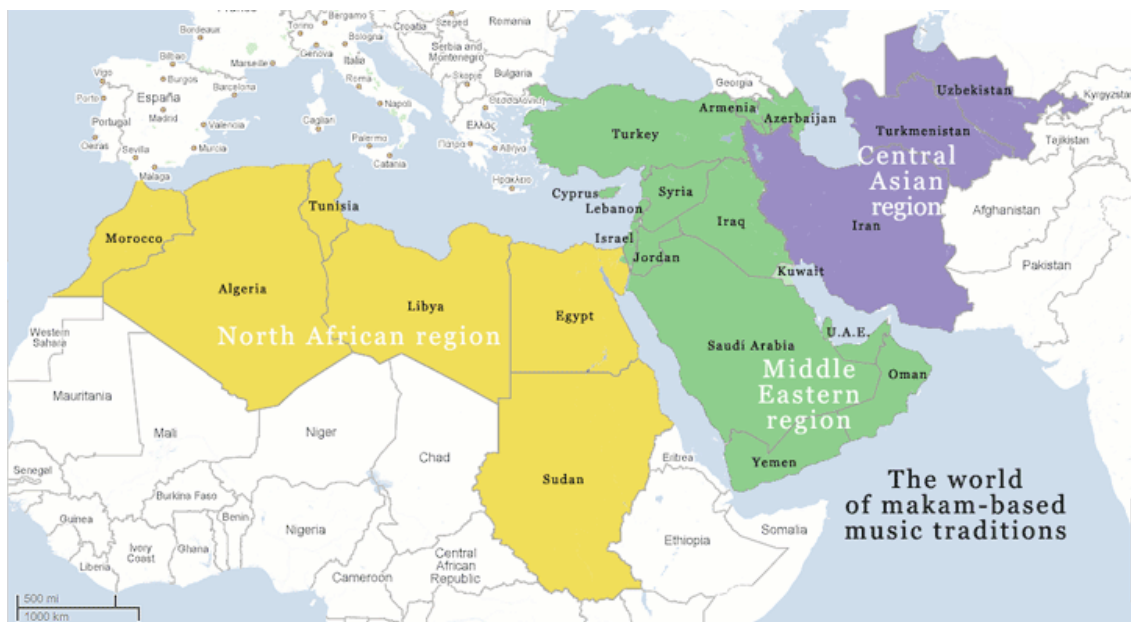 France
Bordeaux
Torino
Bergamo
Bologna
Genova
Croatia
Szeged
Romania
Serbia and
Montenegro
Bilbao
Marseille
Italia
Vigo
Burgos
Barcelona
Roma
Skopje
Bulgaria
Porto
España
Madrid
Napoli
Θεσσαλονίκη
Georgia
Uzbekistan
Kyrgyzstan
Portugal
Valencia
Cagliari
Ελλάς
Armenia
Azerbaijan
Turkmenistan
Oeiras
Sevilla
Murcia
Palermo
Πάτρα
Αθήνα
Turkey
Tajikistan
Malaga
Catania
Ηράκλειο
Central
Asian
region
Cyprus
Syria
Tunisia
Lebanon
Afghanistan
Morocco
Israel
Iraq
Iran
Jordan
Kuwait
Pakistan
Algeria
Libya
Egypt
Western
Sahara
North African region
U.A.E.
Saudi Arabia
Middle
Eastern
region
Oman
Mauritania
Mali
Niger
Chad
Eritrea
Yemen
Senegal
Sudan
The world
of makam-based
music traditions
Burkina Faso
Guinea
Benin
Nigeria
Ivory
Coast
Ghana
Somalia
Ethiopia
Liberia
Central
African
Republic
Cameroon
500 mi
1000 km